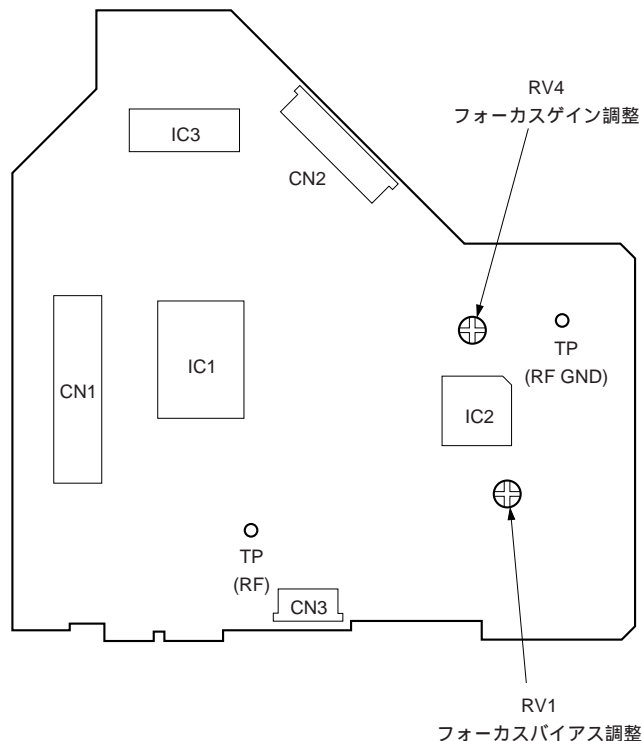 RV4
フォーカスゲイン調整
IC3
CN2
TP
(RF GND)
IC1
CN1
IC2
TP
(RF)
CN3
RV1
フォーカスバイアス調整